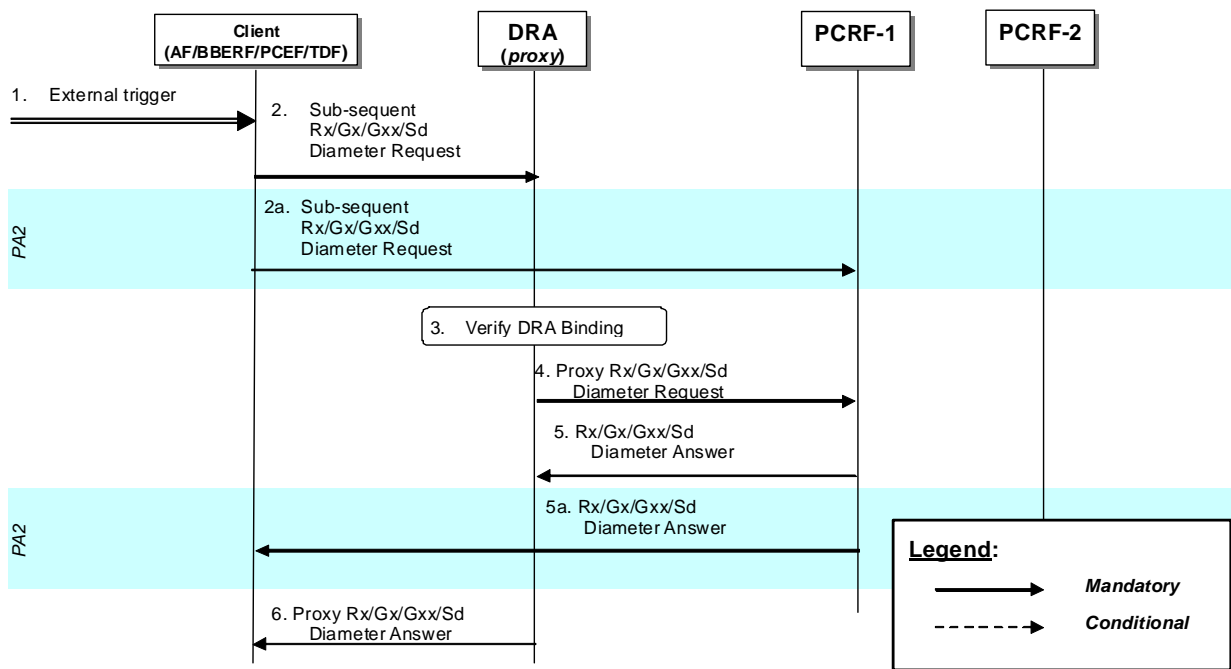 Client
(AF/BBERF/PCEF/TDF)
DRA
(proxy)
PCRF-1
PCRF-2
1. External trigger
2. Sub-sequent
Rx/Gx/Gxx/Sd
Diameter Request
PA2
2a. Sub-sequent
Rx/Gx/Gxx/Sd
Diameter Request
3. Verify DRA Binding
4. Proxy Rx/Gx/Gxx/Sd
Diameter Request
5. Rx/Gx/Gxx/Sd
Diameter Answer
PA2
5a. Rx/Gx/Gxx/Sd
Diameter Answer
6. Proxy Rx/Gx/Gxx/Sd
Diameter Answer
Legend:
Mandatory
Conditional